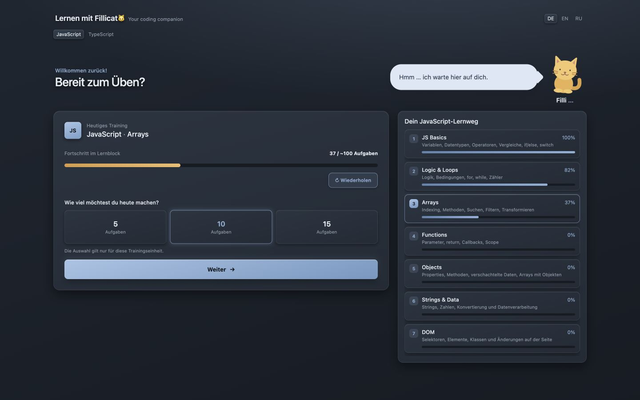 Lernen mit Fillicat
Your coding companion
DE EN RU
JavaScript TypeScript
Willkommen zurück!
Bereit zum Üben?
Hmm ... ich warte hier auf dich.
Filli ...
JS
Heutiges Training
JavaScript · Arrays
Fortschritt im Lernblock
37 / ~100 Aufgaben
Wiederholen
Wie viel möchtest du heute machen?
5
Aufgaben
10
Aufgaben
15
Aufgaben
Die Auswahl gilt nur für diese Trainingseinheit.
Weiter →
Dein JavaScript-Lernweg
1 JS Basics 100%
Variablen, Datentypen, Operatoren, Vergleiche, if/else, switch
2 Logic & Loops 82%
Logik, Bedingungen, for, while, Zähler
3 Arrays 37%
Indexing, Methoden, Suchen, Filtern, Transformieren
4 Functions 0%
Parameter, return, Callbacks, Scope
5 Objects 0%
Properties, Methoden, verschachtelte Daten, Arrays mit Objekten
6 Strings & Data 0%
Strings, Zahlen, Konvertierung und Datenverarbeitung
7 DOM 0%
Selektoren, Elemente, Klassen und Änderungen auf der Seite